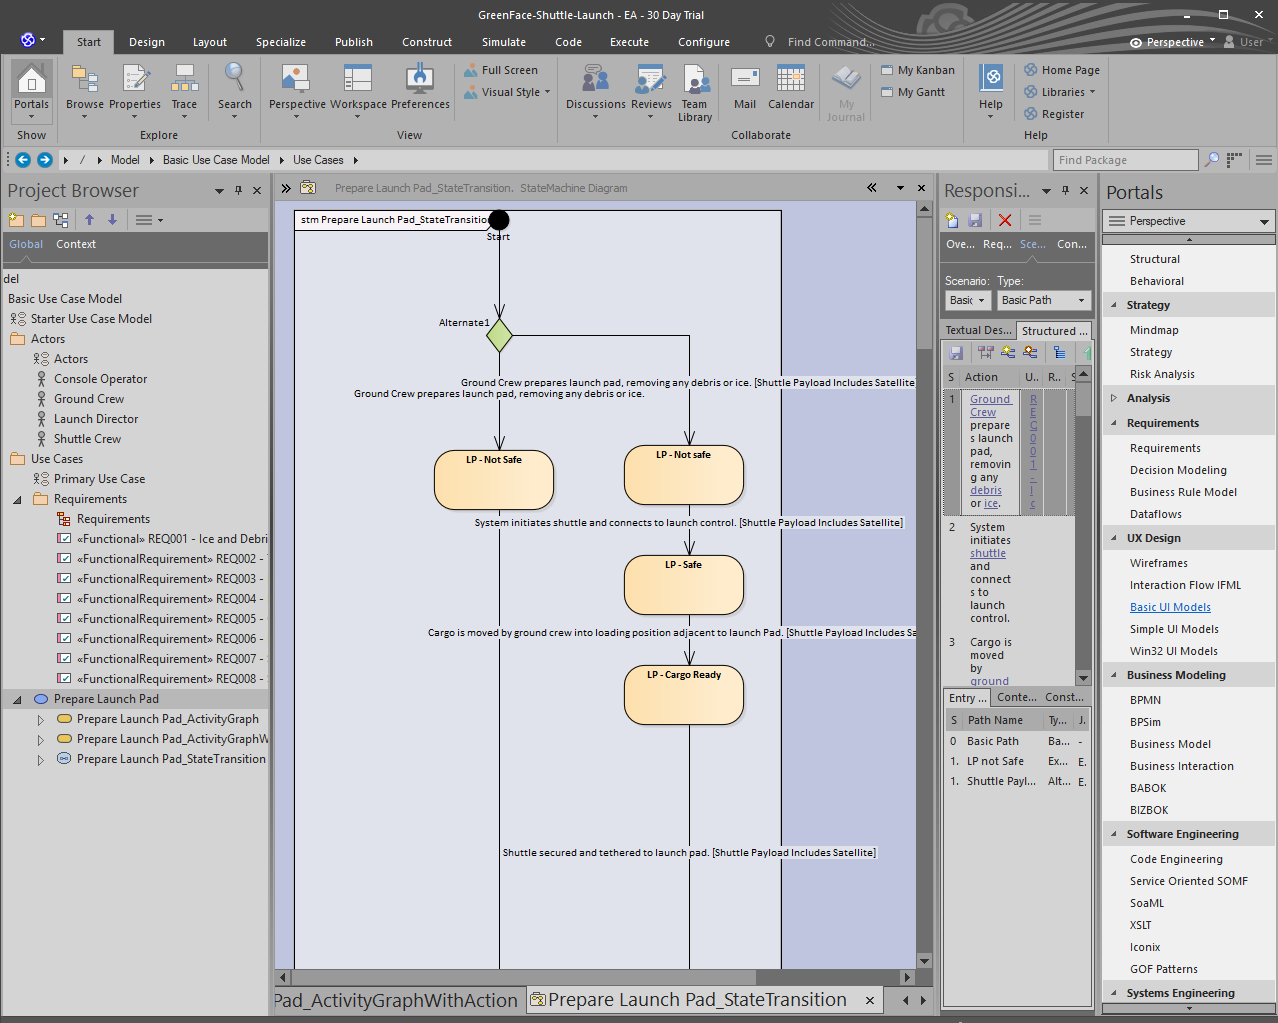 GreenFace-Shuttle-Launch - EA - 30 Day Trial
Start Design Layout Specialize Publish Construct Simulate Code Execute Configure Find Command... Perspective User
Portals Browse Properties Trace Search Perspective Workspace Preferences Full Screen Visual Style Discussions Reviews Team Library Mail Calendar My Journal My Kanban My Gantt Help Home Page Libraries Register
Show Explore View Collaborate Help
/ Model Basic Use Case Model Use Cases Find Package
Project Browser
Global Context
del
Basic Use Case Model
Starter Use Case Model
Actors
Actors
Console Operator
Ground Crew
Launch Director
Shuttle Crew
Use Cases
Primary Use Case
Requirements
Requirements
«Functional» REQ001 - Ice and Debri
«FunctionalRequirement» REQ002 -
«FunctionalRequirement» REQ003 -
«FunctionalRequirement» REQ004 -
«FunctionalRequirement» REQ005 -
«FunctionalRequirement» REQ006 -
«FunctionalRequirement» REQ007 -
«FunctionalRequirement» REQ008 -
Prepare Launch Pad
Prepare Launch Pad_ActivityGraph
Prepare Launch Pad_ActivityGraphW
Prepare Launch Pad_StateTransition
Prepare Launch Pad_StateTransition. StateMachine Diagram
stm Prepare Launch Pad_StateTransitio
Start
Alternate1
Ground Crew prepares launch pad, removing any debris or ice. [Shuttle Payload Includes Satellite
Ground Crew prepares launch pad, removing any debris or ice.
LP - Not Safe
LP - Not safe
System initiates shuttle and connects to launch control. [Shuttle Payload Includes Satellite]
LP - Safe
Cargo is moved by ground crew into loading position adjacent to launch Pad. [Shuttle Payload Includes Sa
LP - Cargo Ready
Shuttle secured and tethered to launch pad. [Shuttle Payload Includes Satellite]
Pad_ActivityGraphWithAction
Prepare Launch Pad_StateTransition
Responsi...
Ove... Req... Sce... Con...
Scenario: Type:
Basic Basic Path
Textual Des... Structured ...
S Action U.. R.. S
1 Ground R
Crew E
prepare Q
s launch 0
pad, 0
removin 1
g any -
debris I
or ice. c
2 System
initiates
shuttle
and
connec
ts to
launch
control.
3 Cargo is
moved
by
ground
Entry ... Conte... Const...
S Path Name Ty... J.
0 Basic Path Ba... -
1. LP not Safe Ex... E.
1. Shuttle Payl... Alt... E.
Portals
Perspective
Structural
Behavioral
Strategy
Mindmap
Strategy
Risk Analysis
Analysis
Requirements
Requirements
Decision Modeling
Business Rule Model
Dataflows
UX Design
Wireframes
Interaction Flow IFML
Basic UI Models
Simple UI Models
Win32 UI Models
Business Modeling
BPMN
BPSim
Business Model
Business Interaction
BABOK
BIZBOK
Software Engineering
Code Engineering
Service Oriented SOMF
SoaML
XSLT
Iconix
GOF Patterns
Systems Engineering